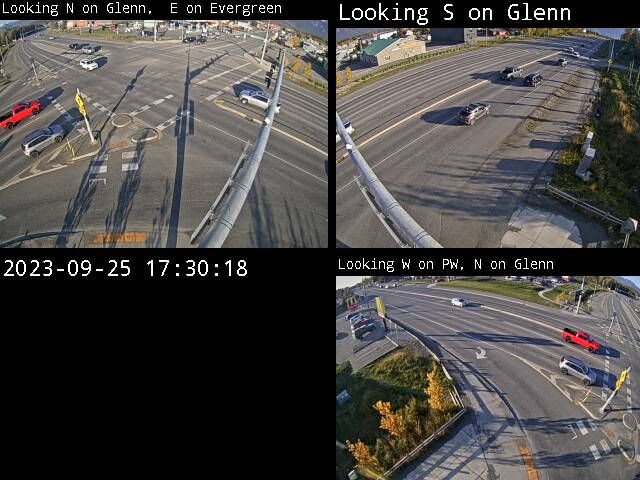 Looking N on Glenn,  E on Evergreen
Looking S on Glenn
2023-09-25 17:30:18
Looking W on PW, N on Glenn